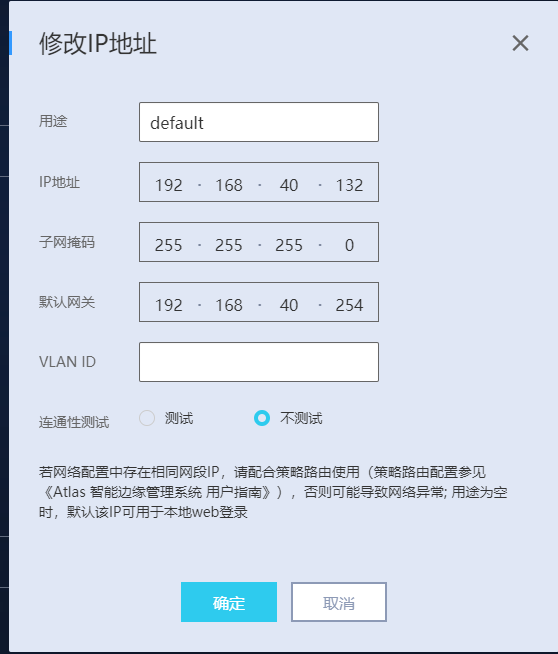 修改IP地址
用途 default
IP地址 192 · 168 · 40 · 132
子网掩码 255 · 255 · 255 · 0
默认网关 192 · 168 · 40 · 254
VLAN ID
连通性测试 测试 不测试
若网络配置中存在相同网段IP，请配合策略路由使用（策略路由配置参见
《Atlas 智能边缘管理系统 用户指南》），否则可能导致网络异常; 用途为空
时，默认该IP可用于本地web登录
确定 取消